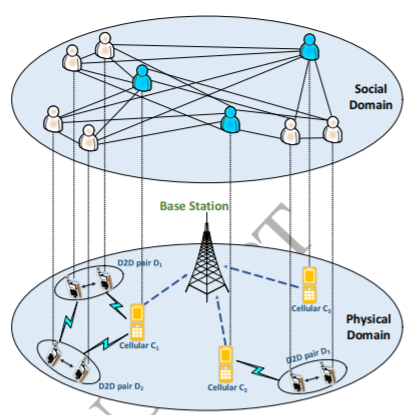 Social
Domain
Base Station
D2D pair D1
Cellular C3
Cellular C1
Physical
Domain
D2D pair D3
D2D pair D2
Cellular C2